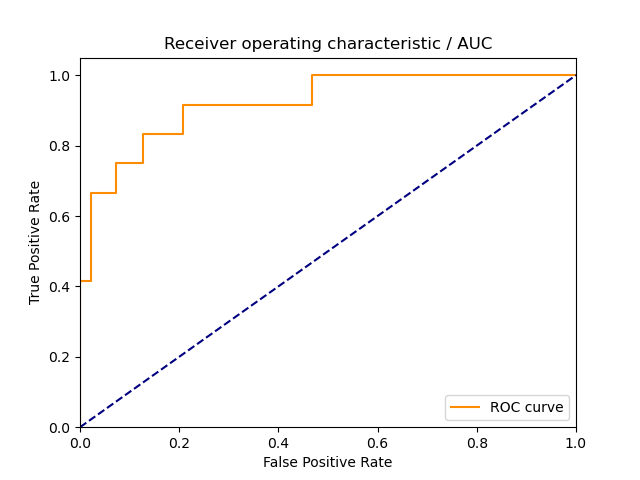 Receiver operating characteristic / AUC
1.0
0.8
0.6
0.4
0.2
0.0
True Positive Rate
ROC curve
0.0 0.2 0.4 0.6 0.8 1.0
False Positive Rate